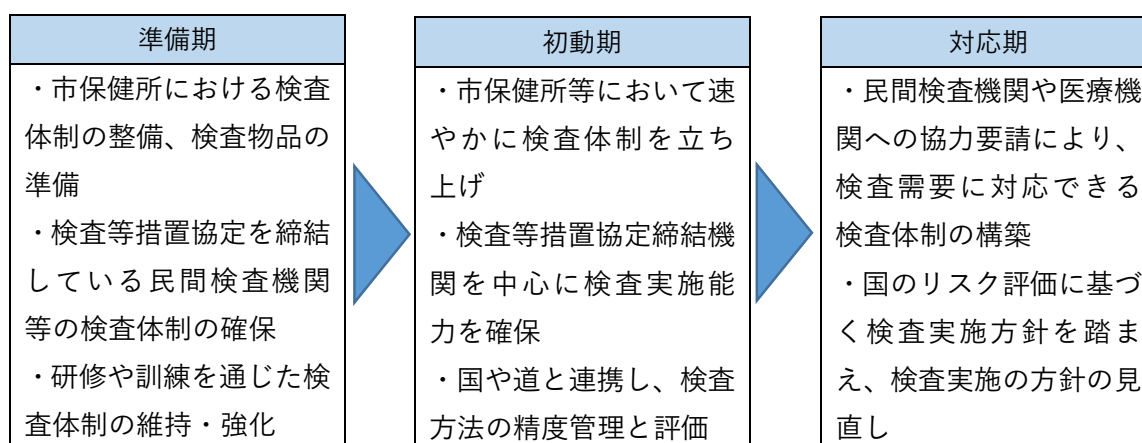 準備期
・市保健所における検査
体制の整備、検査物品の
準備
・検査等措置協定を締結
している民間検査機関
等の検査体制の確保
・研修や訓練を通じた検
査体制の維持・強化
初動期
・市保健所等において速
やかに検査体制を立ち
上げ
・検査等措置協定締結機
関を中心に検査実施能
力を確保
・国や道と連携し、検査
方法の精度管理と評価
対応期
・民間検査機関や医療機
関への協力要請により、
検査需要に対応できる
検査体制の構築
・国のリスク評価に基づ
く検査実施方針を踏ま
え、検査実施の方針の見
直し